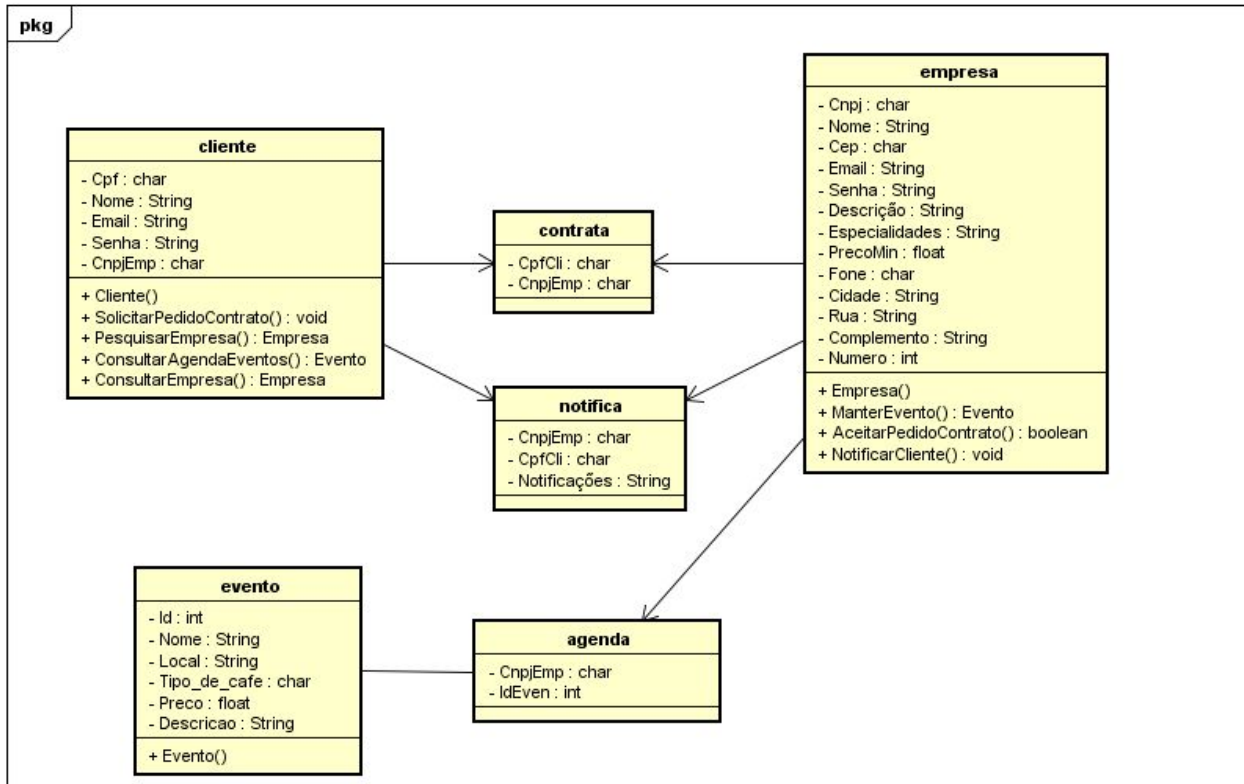 pkg
cliente
- Cpf : char
- Nome : String
- Email : String
- Senha : String
- CnpjEmp : char
+ Cliente()
+ SolicitarPedidoContrato() : void
+ PesquisarEmpresa() : Empresa
+ ConsultarAgendaEventos() : Evento
+ ConsultarEmpresa() : Empresa
contrata
- CpfCli : char
- CnpjEmp : char
empresa
- Cnpj : char
- Nome : String
- Cep : char
- Email : String
- Senha : String
- Descrição : String
- Especialidades : String
- PrecoMin : float
- Fone : char
- Cidade : String
- Rua : String
- Complemento : String
- Numero : int
+ Empresa()
+ ManterEvento() : Evento
+ AceitarPedidoContrato() : boolean
+ NotificarCliente() : void
notifica
- CnpjEmp : char
- CpfCli : char
- Notificações : String
evento
- Id : int
- Nome : String
- Local : String
- Tipo_de_cafe : char
- Preco : float
- Descricao : String
+ Evento()
agenda
- CnpjEmp : char
- IdEven : int